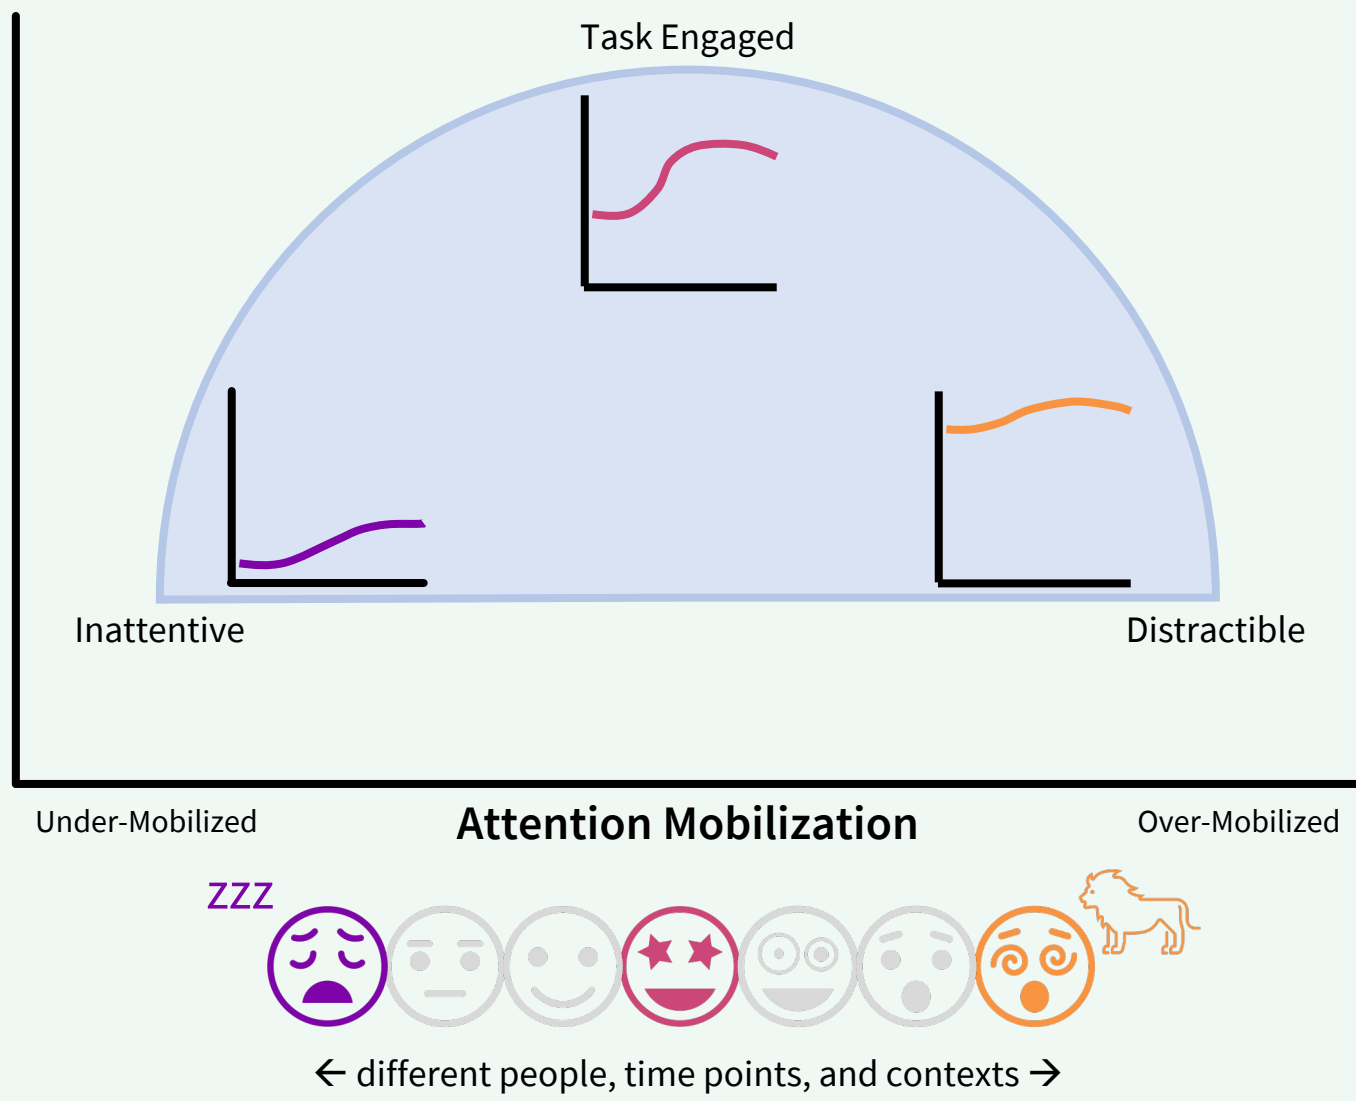 Task Engaged
Inattentive
Distractible
Under-Mobilized
Attention Mobilization
Over-Mobilized
zzz
← different people, time points, and contexts →